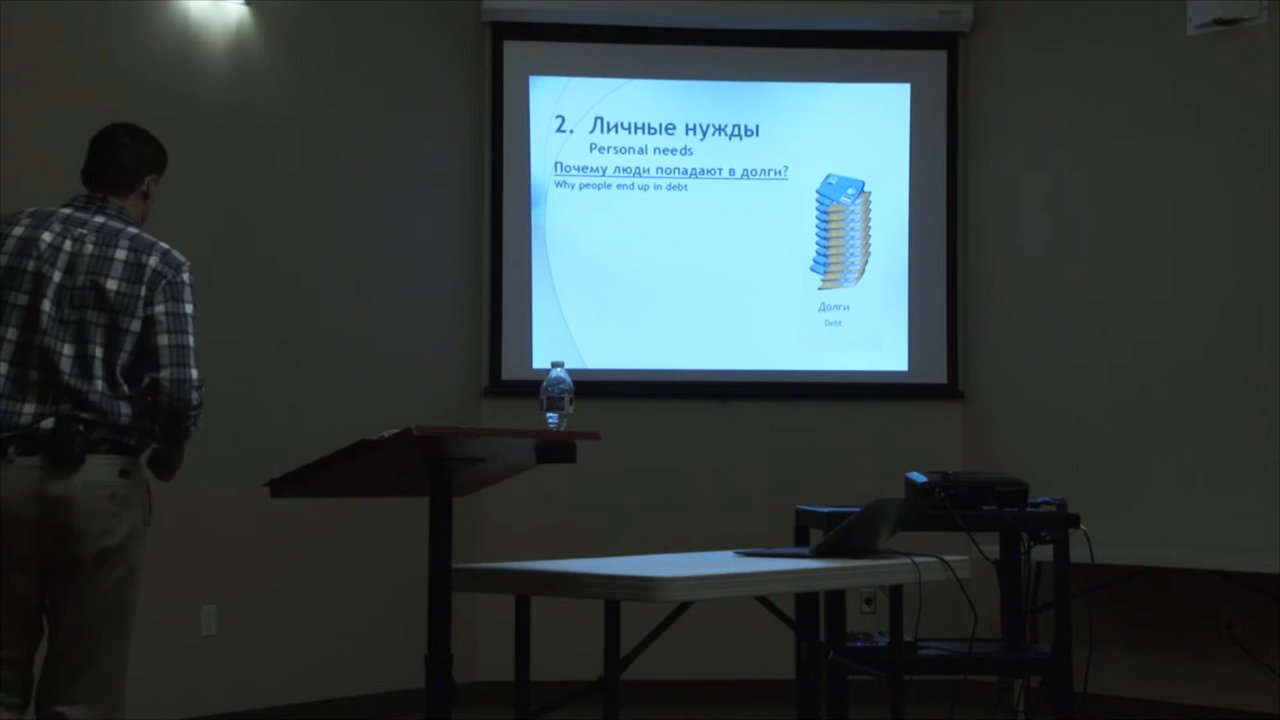 2. Личные нужды
Personal needs
Почему люди попадают в долги?
Why people end up in debt
Долги
Debt